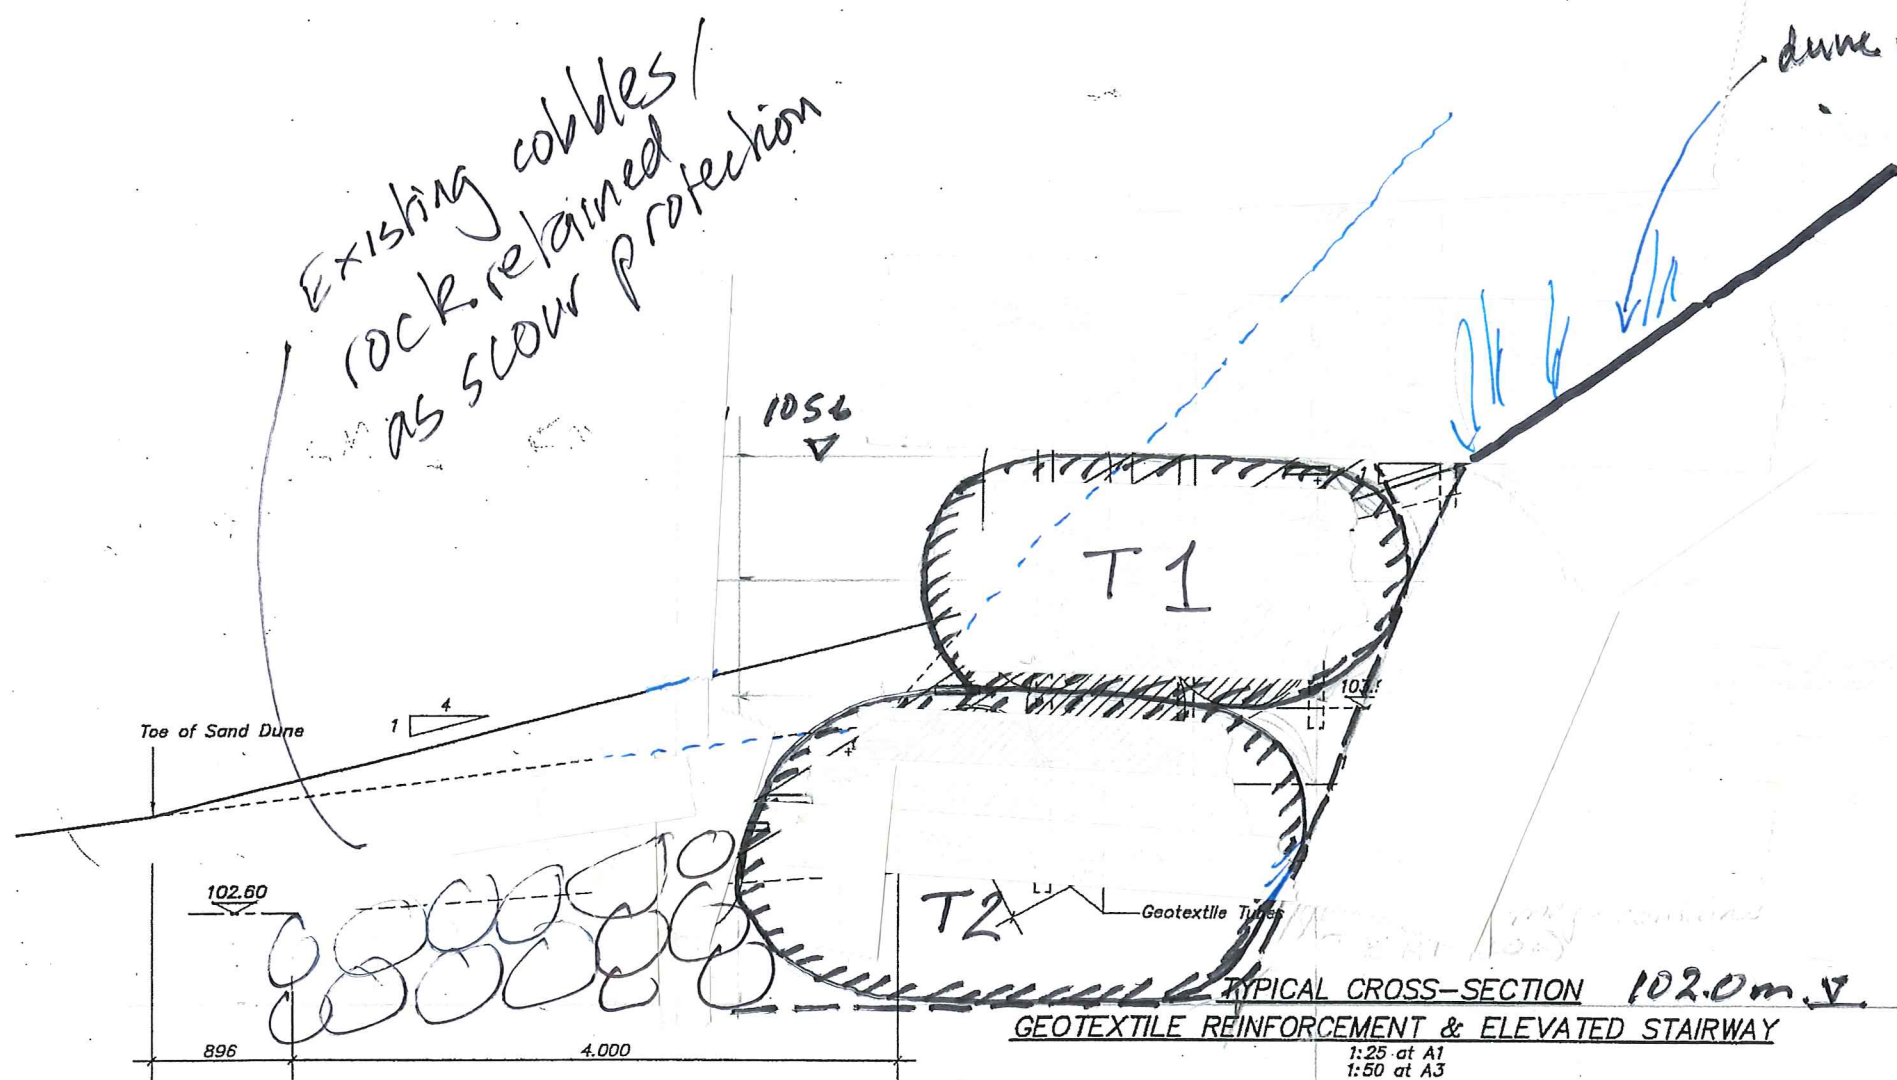 Existing cobbles/
rock retained
as scour protection
dune
T1
4
1
Toe of Sand Dune
102.60
T2
Geotextile Tubes
TYPICAL CROSS-SECTION
102.0m
GEOTEXTILE REINFORCEMENT & ELEVATED STAIRWAY
1:25 at A1
1:50 at A3
896
4.000